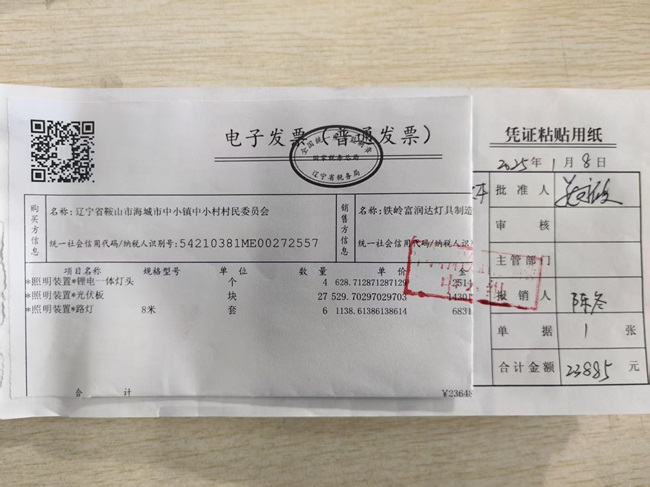 电子发票（普通发票）
全国统一发票监制章
国家税务总局
辽宁省税务局
购买方信息
名称:辽宁省鞍山市海城市中小镇中小村村民委员会
统一社会信用代码/纳税人识别号:54210381ME00272557
销售方信息
名称:铁岭富润达灯具制造
统一社会信用代码/纳税人识别
项目名称 规格型号 单位 数量 单价 金
*照明装置*锂电一体灯头 个 4 628.712871287129 2514
*照明装置*光伏板 块 27 529.70297029703 14301
*照明装置*路灯 8米 套 6 1138.61386138614 6831
合计 ¥2364
凭证粘贴用纸
2025年1月8日
批准人
审核
主管部门
报销人 陈冬
单据 1 张
合计金额 23885 元